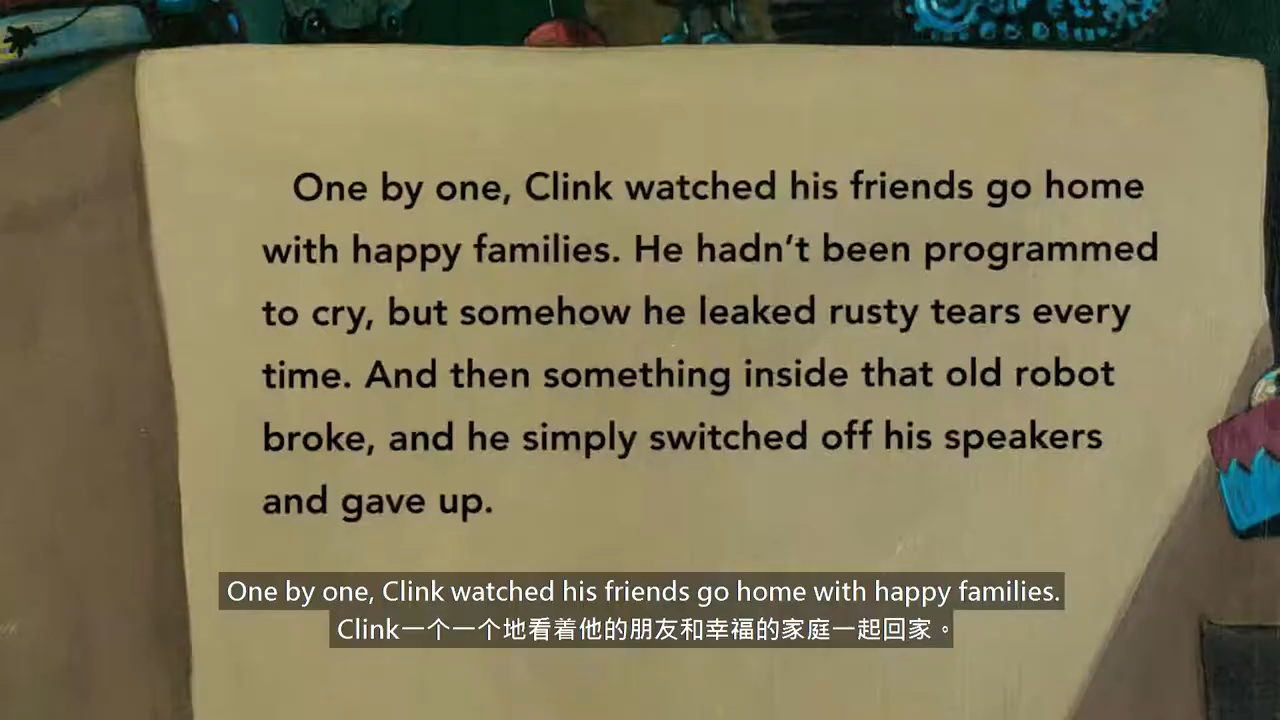 One by one, Clink watched his friends go home
with happy families. He hadn’t been programmed
to cry, but somehow he leaked rusty tears every
time. And then something inside that old robot
broke, and he simply switched off his speakers
and gave up.
One by one, Clink watched his friends go home with happy families.
Clink一个一个地看着他的朋友和幸福的家庭一起回家。